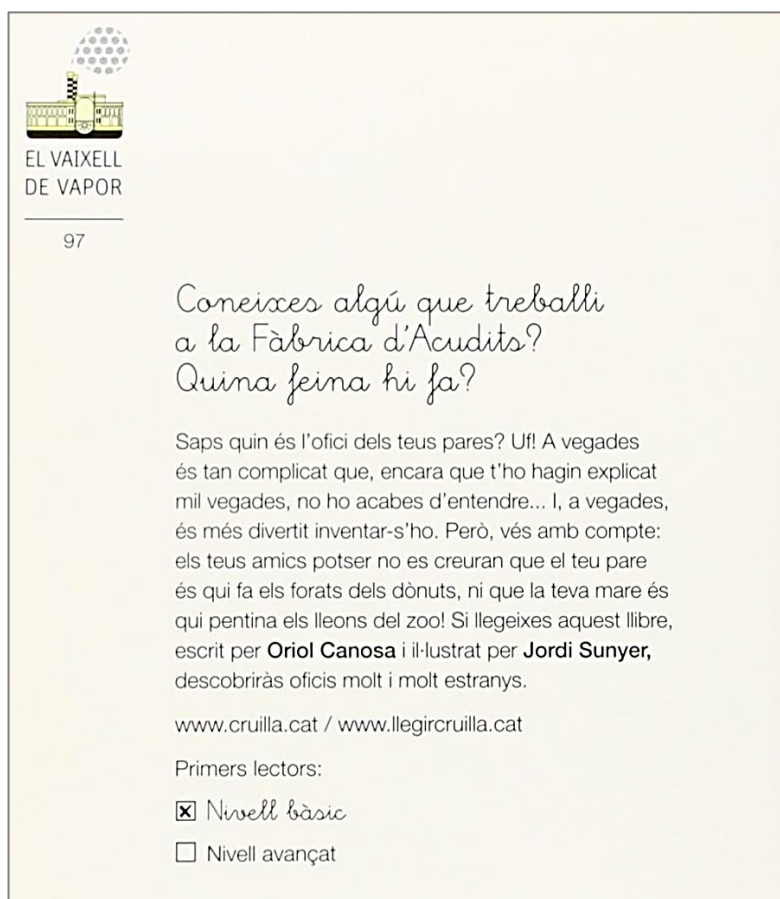 EL VAIXELL
DE VAPOR
97
Coneixes algú que treballi
a la Fàbrica d'Acudits?
Quina feina hi fa?
Saps quin és l'ofici dels teus pares? Uf! A vegades
és tan complicat que, encara que t'ho hagin explicat
mil vegades, no ho acabes d'entendre... I, a vegades,
és més divertit inventar-s'ho. Però, vés amb compte:
els teus amics potser no es creuran que el teu pare
és qui fa els forats dels dònuts, ni que la teva mare és
qui pentina els lleons del zoo! Si llegeixes aquest llibre,
escrit per Oriol Canosa i il·lustrat per Jordi Sunyer,
descobriràs oficis molt i molt estranys.
www.cruilla.cat / www.llegircruilla.cat
Primers lectors:
Nivell bàsic
Nivell avançat